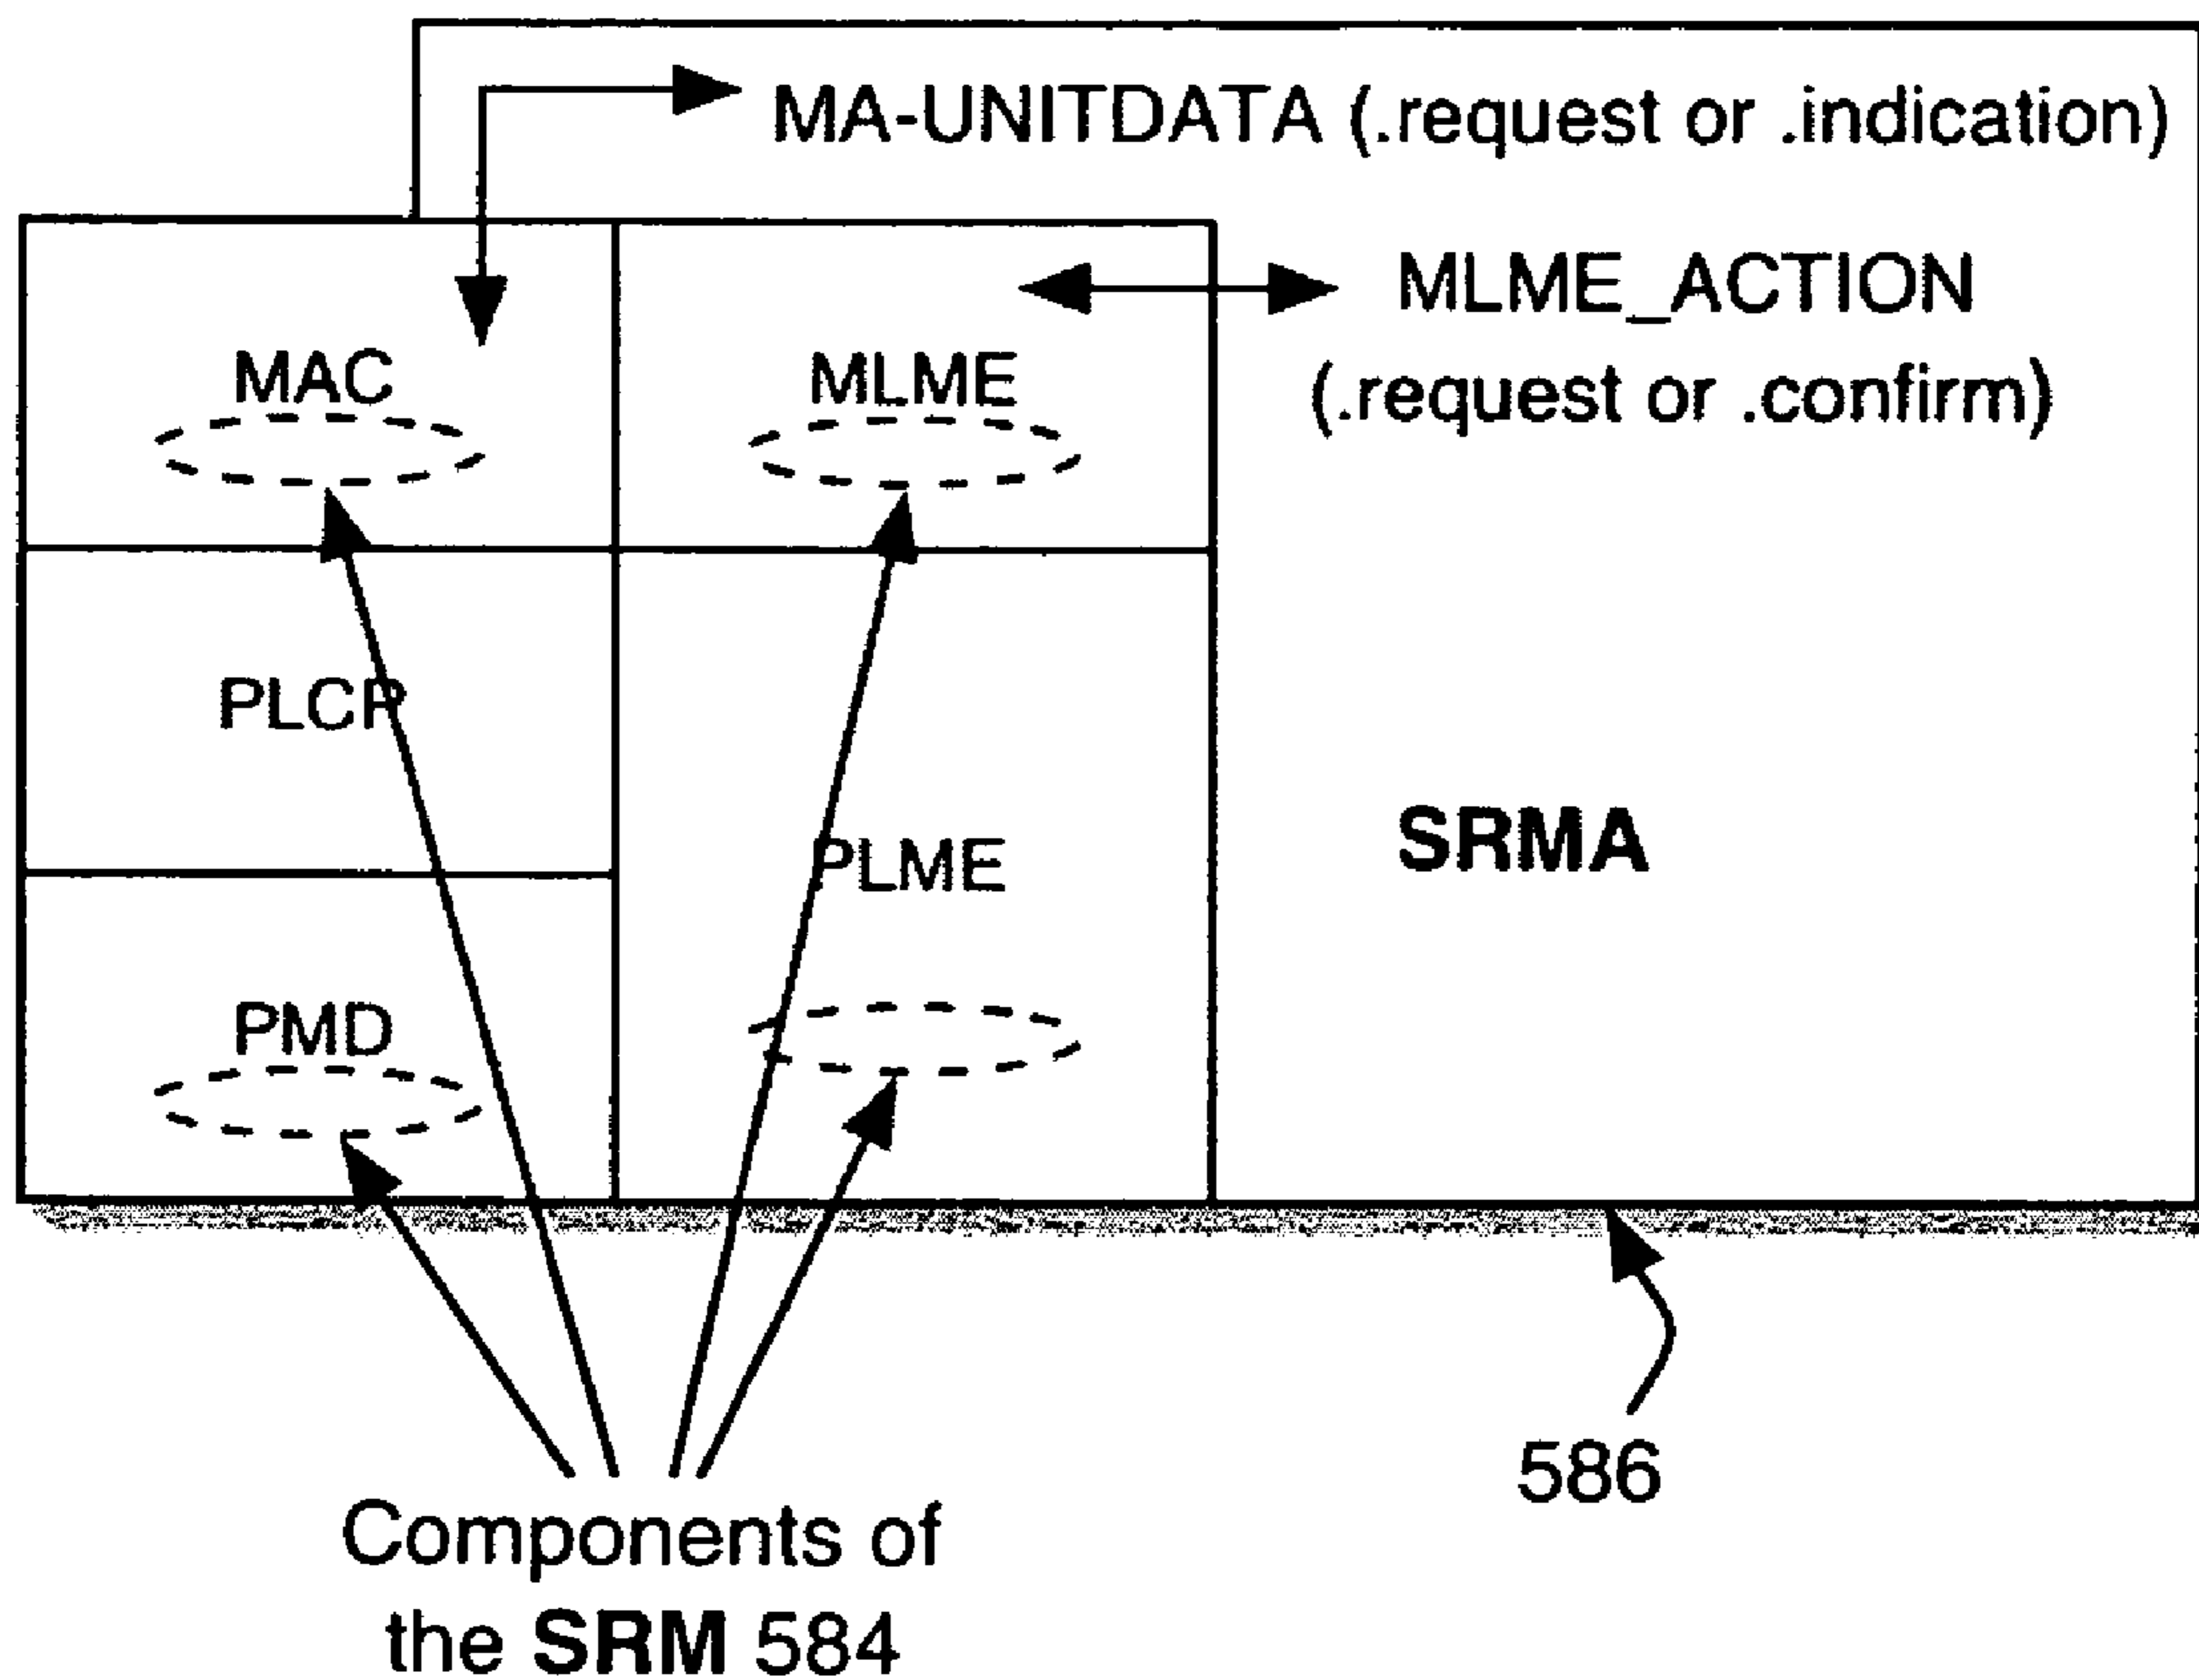 MA-UNITDATA (.request or .indication)
MLME_ACTION
(.request or .confirm)
MAC
MLME
PLCP
PLME
SRMA
PMD
586
Components of
the SRM 584